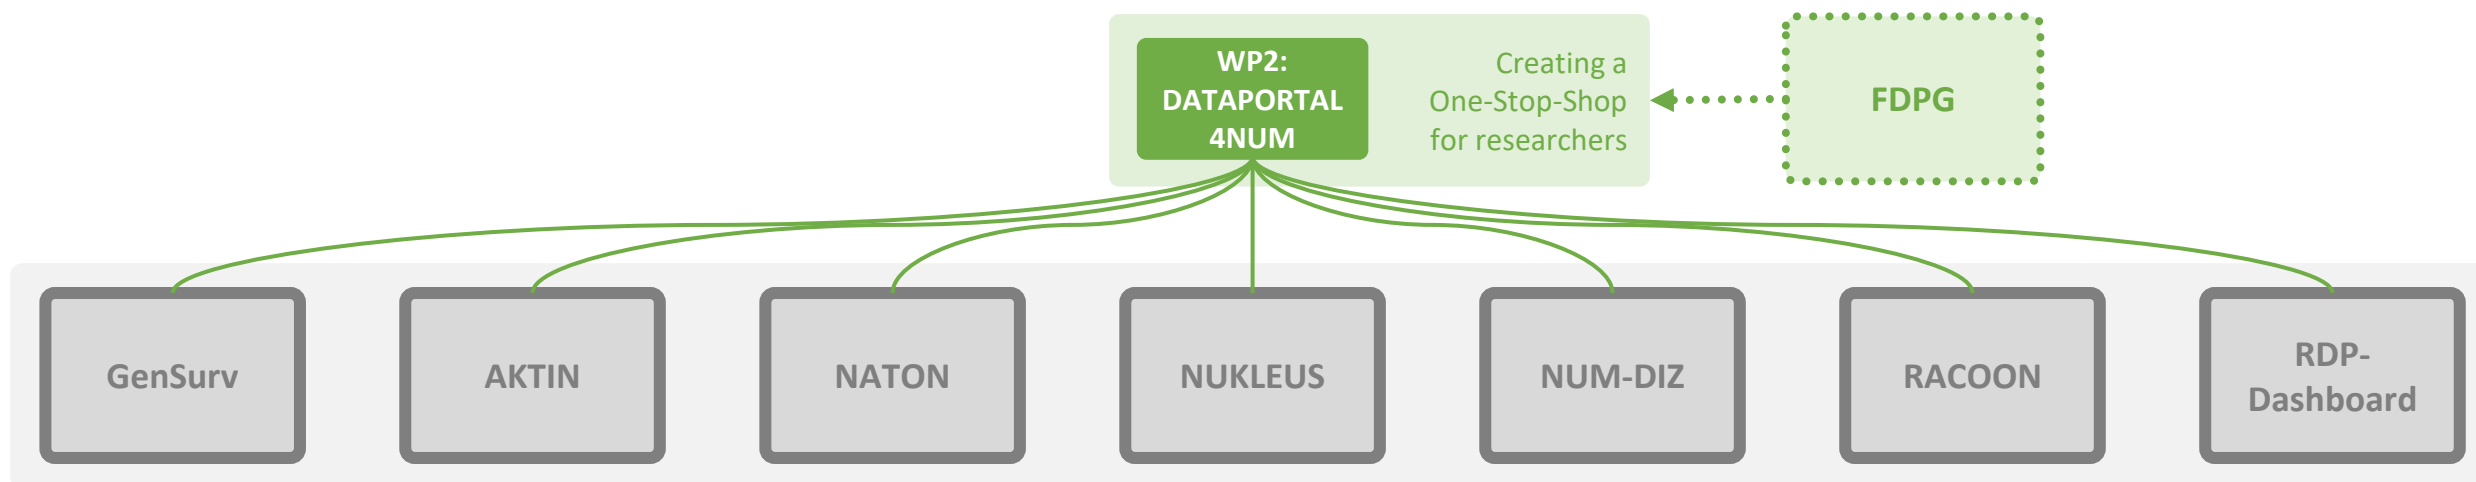 WP2:
DATAPORTAL
4NUM
Creating a
One-Stop-Shop
for researchers
FDPG
GenSurv
AKTIN
NATON
NUKLEUS
NUM-DIZ
RACOON
RDP-
Dashboard